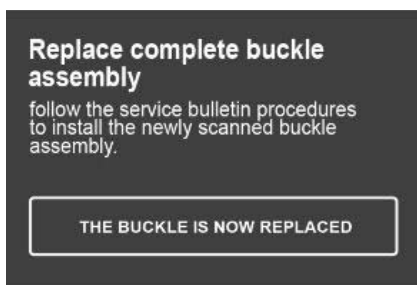 Replace complete buckle
assembly
follow the service bulletin procedures
to install the newly scanned buckle
assembly.
THE BUCKLE IS NOW REPLACED